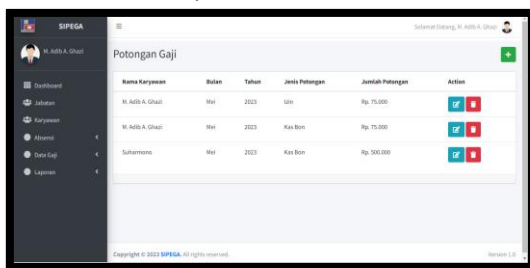 SIPEGA
Selamat Datang, M. Adib A. Ghazi
M. Adib A. Ghazi
Potongan Gaji
Dashboard
Jabatan
Karyawan
Absensi
Data Gaji
Laporan
Nama Karyawan Bulan Tahun Jenis Potongan Jumlah Potongan Action
M. Adib A. Ghazi Mei 2023 Izin Rp. 75.000
M. Adib A. Ghazi Mei 2023 Kas Bon Rp. 75.000
Suharmono Mei 2023 Kas Bon Rp. 500.000
Copyright © 2023 SIPEGA. All rights reserved.
Version 1.0